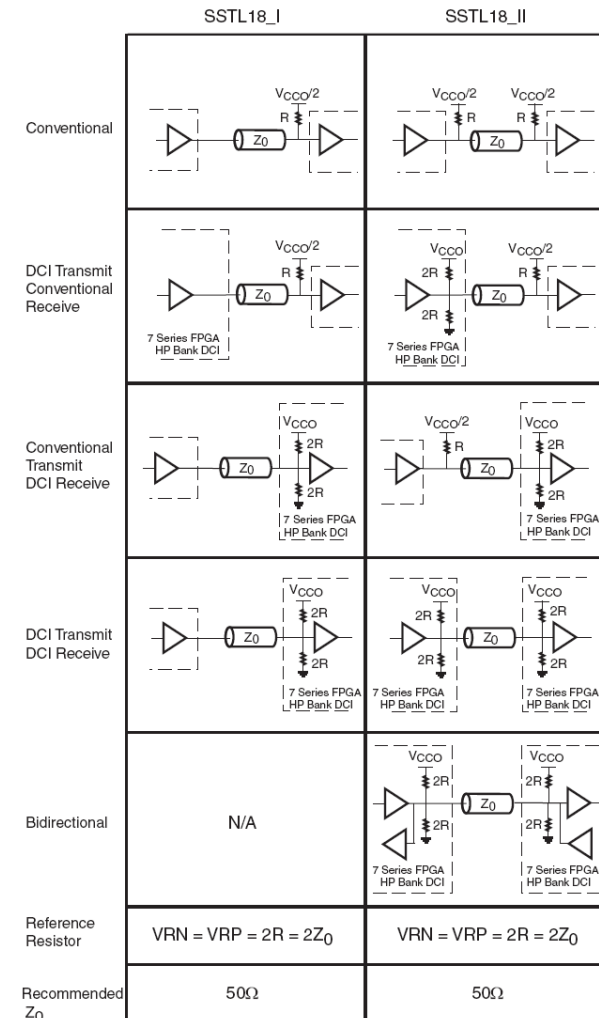 SSTL18_I SSTL18_II
Conventional
VCCO/2
R
Z0
VCCO/2 VCCO/2
R R
Z0
DCI Transmit
Conventional
Receive
VCCO/2
R
Z0
7 Series FPGA
HP Bank DCI
VCCO VCCO/2
2R R
Z0
2R
7 Series FPGA
HP Bank DCI
Conventional
Transmit
DCI Receive
VCCO
2R
Z0
2R
7 Series FPGA
HP Bank DCI
VCCO/2 VCCO
R 2R
Z0
2R
7 Series FPGA
HP Bank DCI
DCI Transmit
DCI Receive
VCCO
2R
Z0
2R
7 Series FPGA
HP Bank DCI
VCCO VCCO
2R 2R
Z0
2R 2R
7 Series FPGA 7 Series FPGA
HP Bank DCI HP Bank DCI
Bidirectional
N/A
VCCO VCCO
2R 2R
Z0
2R 2R
7 Series FPGA 7 Series FPGA
HP Bank DCI HP Bank DCI
Reference
Resistor
VRN = VRP = 2R = 2Z0 VRN = VRP = 2R = 2Z0
Recommended
Z0
50Ω 50Ω